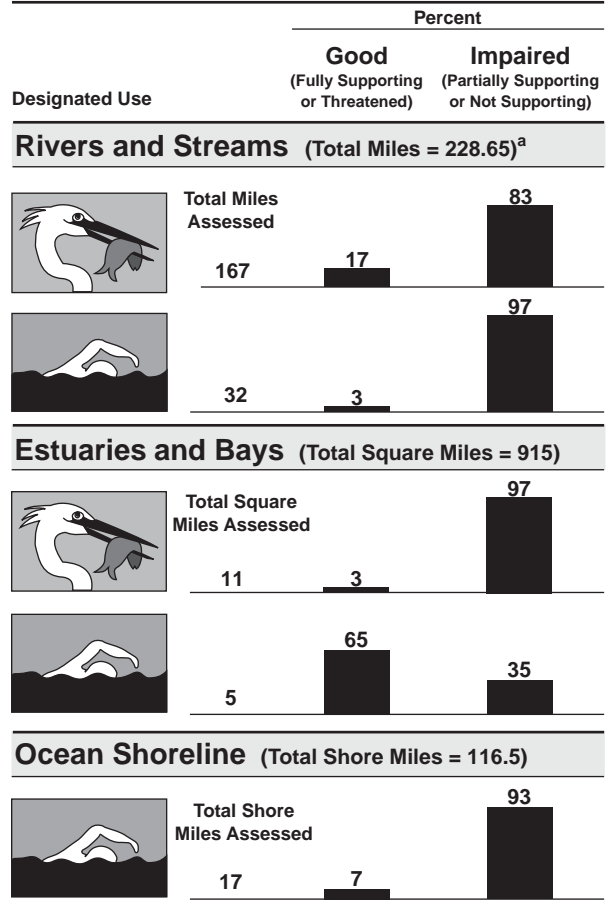 Percent
Good Impaired
(Fully Supporting (Partially Supporting
Designated Use or Threatened) or Not Supporting)
Rivers and Streams (Total Miles = 228.65)a
Total Miles
Assessed
83
167 17
97
32 3
Estuaries and Bays (Total Square Miles = 915)
Total Square
Miles Assessed
97
11 3
65
35
5
Ocean Shoreline (Total Shore Miles = 116.5)
93
Total Shore
Miles Assessed
17 7